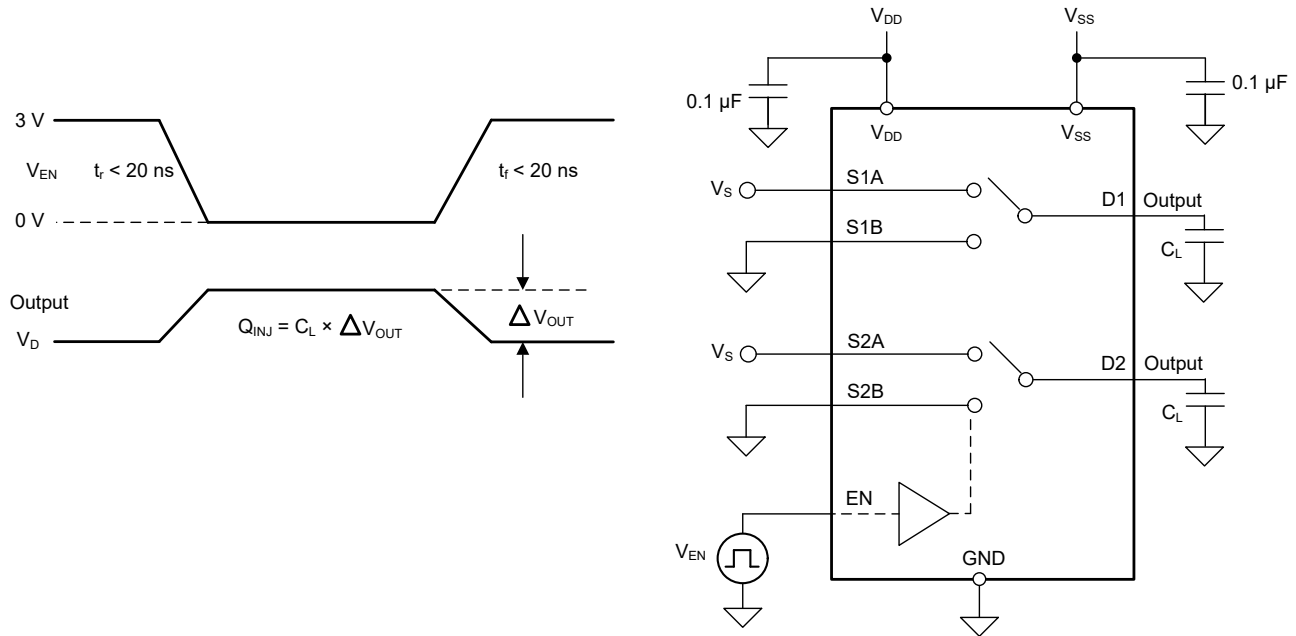 3 V
V_EN
t_r < 20 ns
t_f < 20 ns
0 V
Output
V_D
Q_INJ = C_L × Δ V_OUT
Δ V_OUT
V_DD
V_SS
0.1 µF
0.1 µF
V_DD
V_SS
V_S
S1A
D1
Output
S1B
C_L
V_S
S2A
D2
Output
S2B
C_L
EN
V_EN
GND